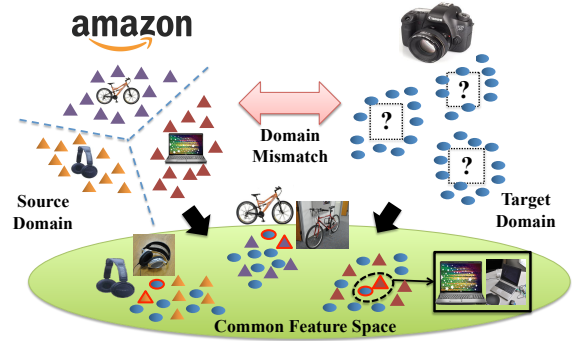 amazon
?
?
?
Domain
Mismatch
Source
Domain
Target
Domain
Common Feature Space